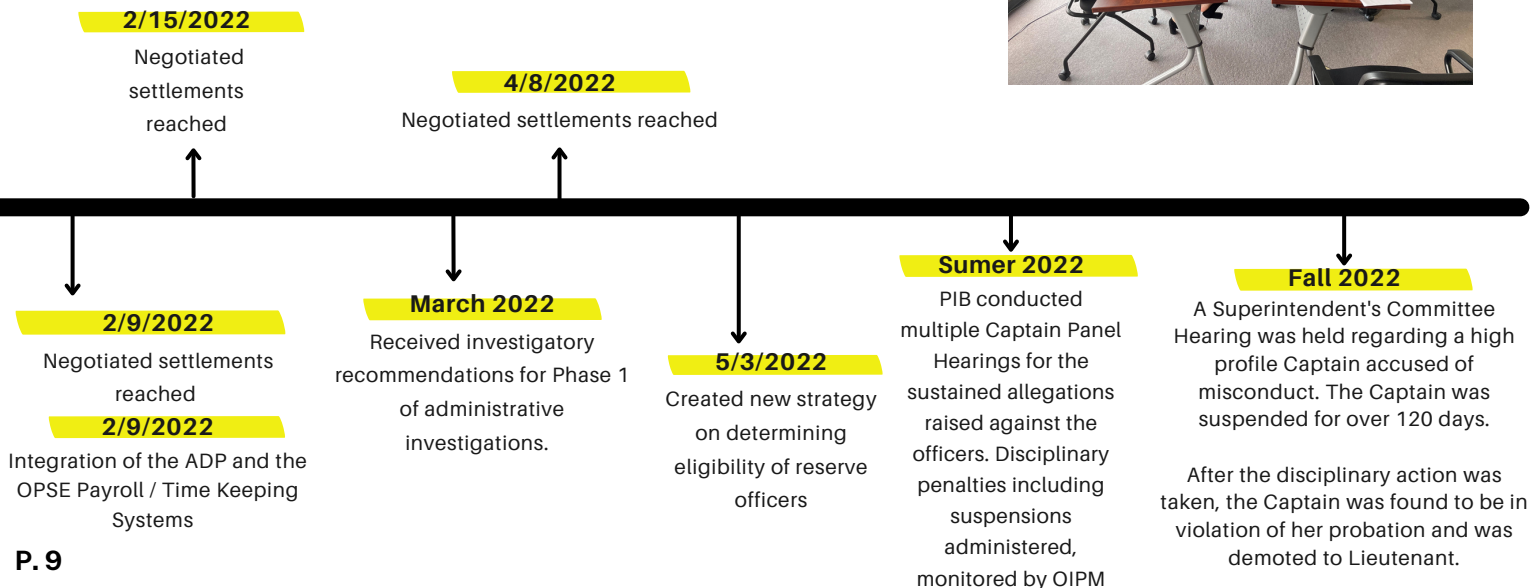 2/15/2022
Negotiated
settlements
reached
4/8/2022
Negotiated settlements reached
2/9/2022
Negotiated settlements
reached
2/9/2022
Integration of the ADP and the
OPSE Payroll / Time Keeping
Systems
March 2022
Received investigatory
recommendations for Phase 1
of administrative
investigations.
5/3/2022
Created new strategy
on determining
eligibility of reserve
officers
Sumer 2022
PIB conducted
multiple Captain Panel
Hearings for the
sustained allegations
raised against the
officers. Disciplinary
penalties including
suspensions
administered,
monitored by OIPM
Fall 2022
A Superintendent's Committee
Hearing was held regarding a high
profile Captain accused of
misconduct. The Captain was
suspended for over 120 days.
After the disciplinary action was
taken, the Captain was found to be in
violation of her probation and was
demoted to Lieutenant.
P. 9